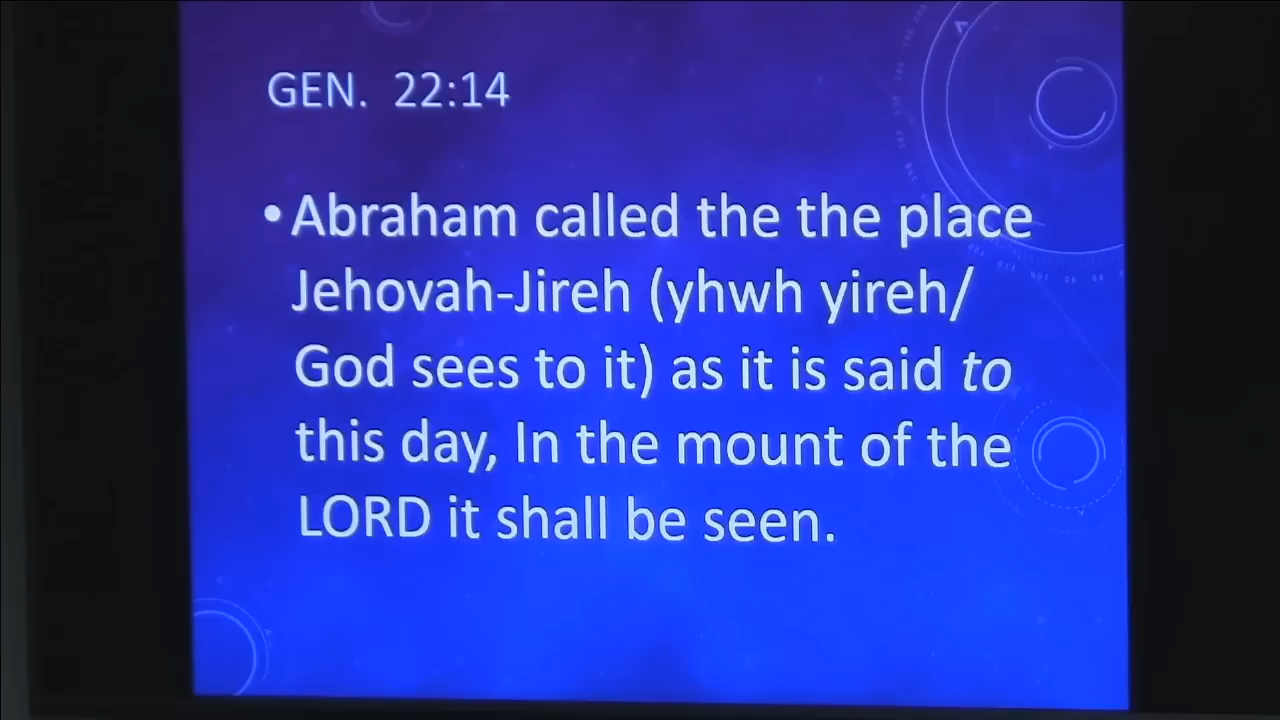 GEN. 22:14
• Abraham called the the place
Jehovah-Jireh (yhwh yireh/
God sees to it) as it is said to
this day, In the mount of the
LORD it shall be seen.